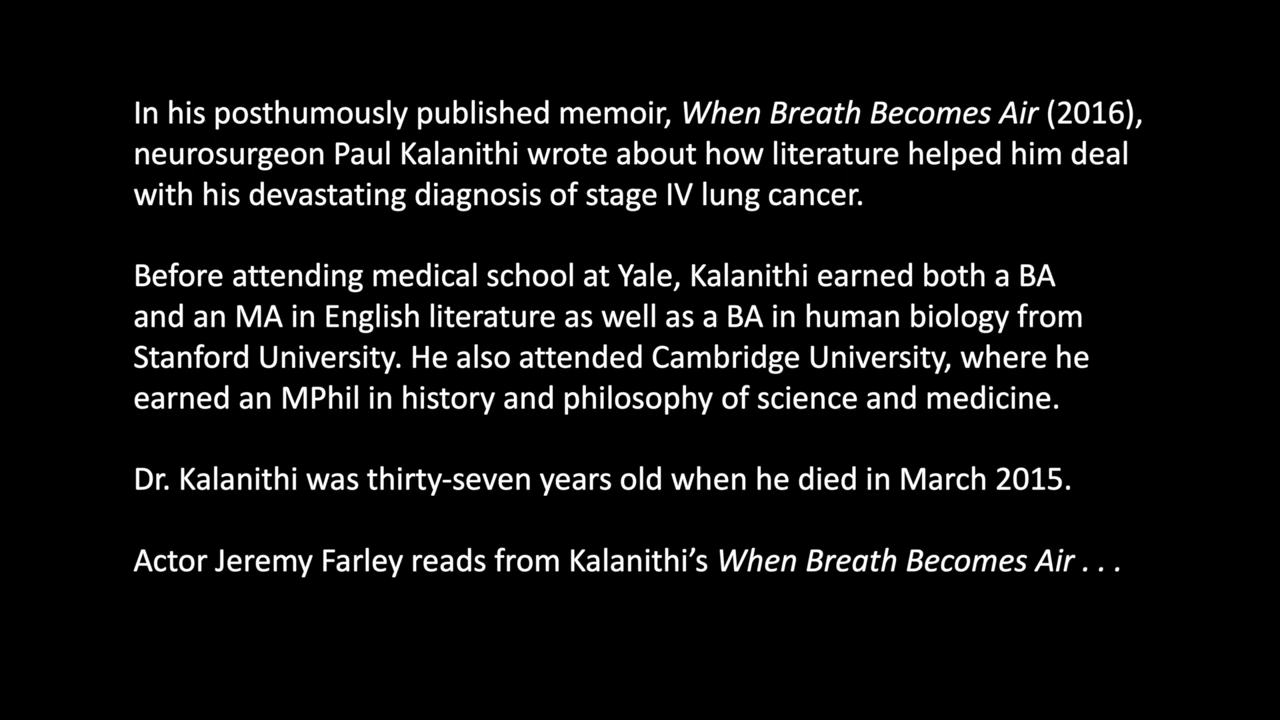 In his posthumously published memoir, When Breath Becomes Air (2016),
neurosurgeon Paul Kalanithi wrote about how literature helped him deal
with his devastating diagnosis of stage IV lung cancer.
Before attending medical school at Yale, Kalanithi earned both a BA
and an MA in English literature as well as a BA in human biology from
Stanford University. He also attended Cambridge University, where he
earned an MPhil in history and philosophy of science and medicine.
Dr. Kalanithi was thirty-seven years old when he died in March 2015.
Actor Jeremy Farley reads from Kalanithi’s When Breath Becomes Air . . .